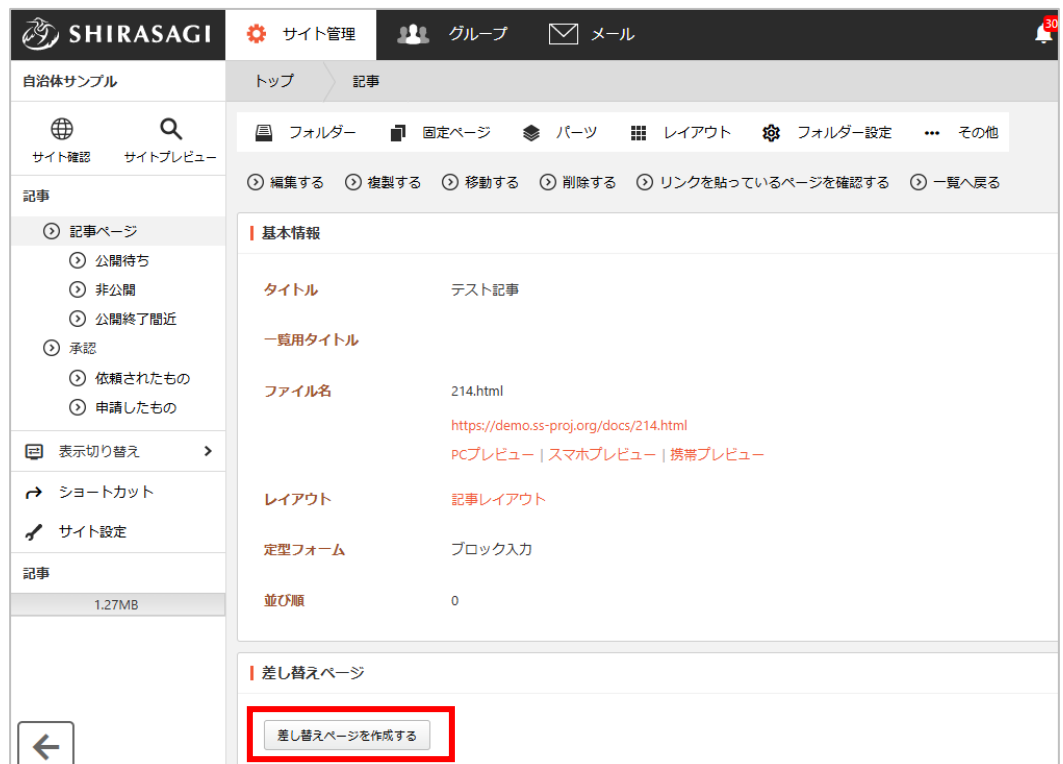 SHIRASAGI
サイト管理 グループ メール 30
自治体サンプル
トップ 記事
サイト確認 サイトプレビュー
フォルダー 固定ページ パーツ レイアウト フォルダー設定 その他
編集する 複製する 移動する 削除する リンクを貼っているページを確認する 一覧へ戻る
記事
記事ページ
公開待ち
非公開
公開終了間近
承認
依頼されたもの
申請したもの
表示切り替え
ショートカット
サイト設定
記事
1.27MB
基本情報
タイトル テスト記事
一覧用タイトル
ファイル名 214.html
https://demo.ss-proj.org/docs/214.html
PCプレビュー | スマホプレビュー | 携帯プレビュー
レイアウト 記事レイアウト
定型フォーム ブロック入力
並び順 0
差し替えページ
差し替えページを作成する